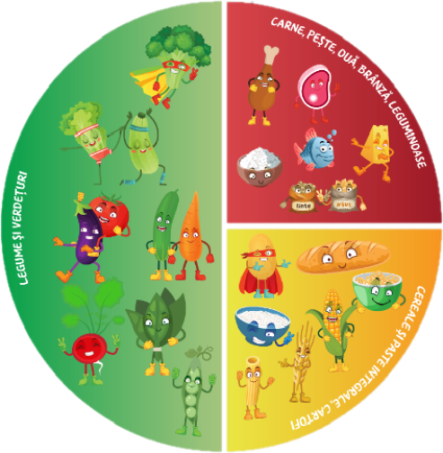 LEGUME ȘI VERDEȚURI
CARNE, PEȘTE, OUĂ, BRÂNZĂ, LEGUMINOASE
linte
CEREALE ȘI PASTE INTEGRALE, CARTOFI